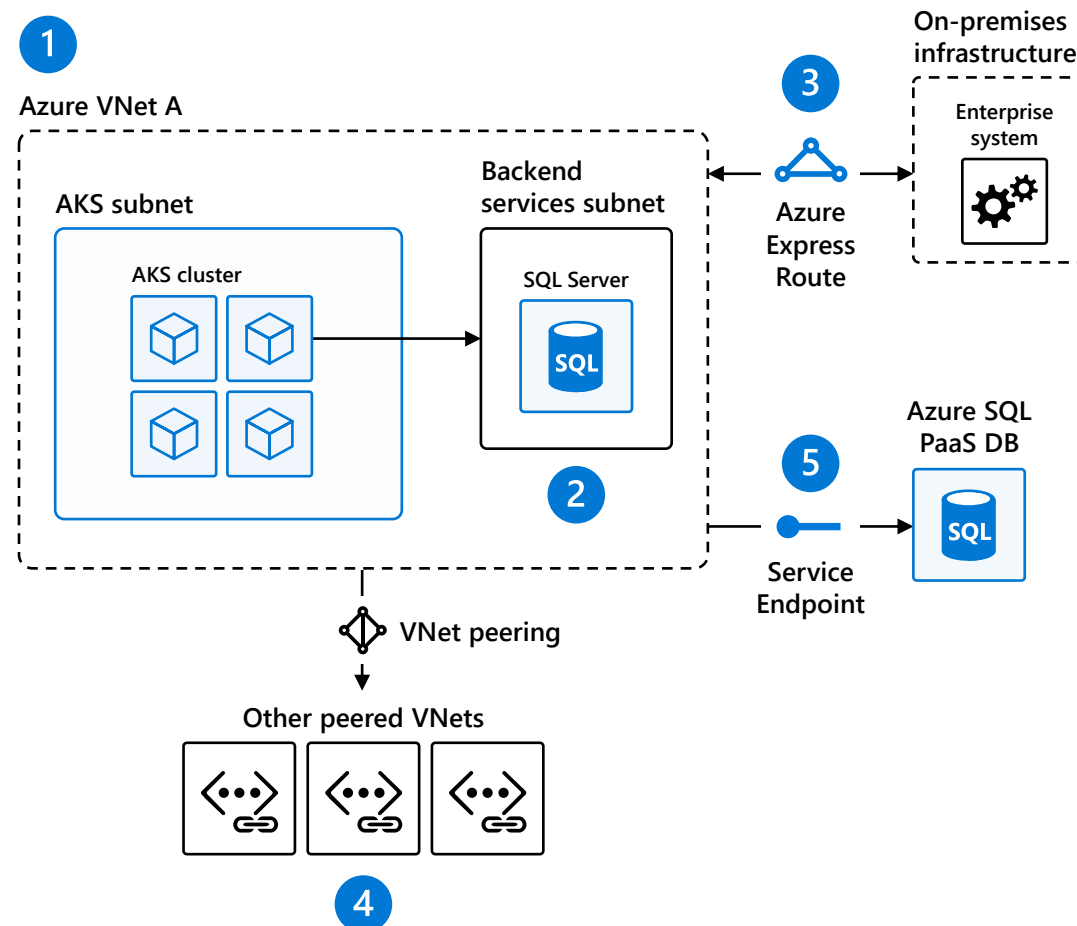 1
Azure VNet A
AKS subnet
AKS cluster
Backend
services subnet
SQL Server
SQL
2
3
Azure
Express
Route
On-premises
infrastructure
Enterprise
system
5
Service
Endpoint
Azure SQL
PaaS DB
SQL
VNet peering
Other peered VNets
4